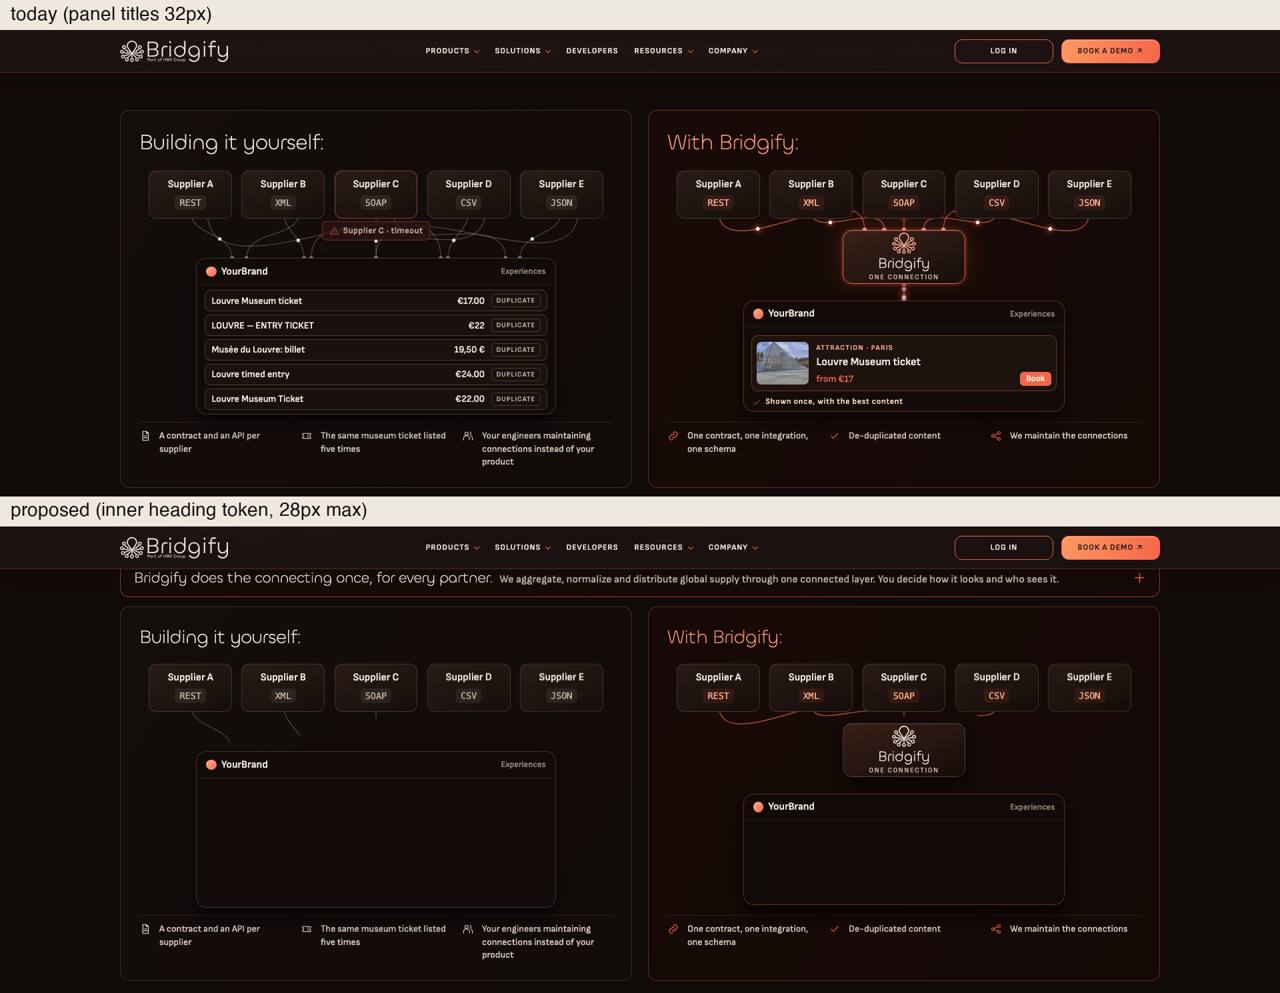 today (panel titles 32px)
Bridgify
Part of HBX Group
PRODUCTS
SOLUTIONS
DEVELOPERS
RESOURCES
COMPANY
LOG IN
BOOK A DEMO
Building it yourself:
Supplier A
REST
Supplier B
XML
Supplier C
SOAP
Supplier D
CSV
Supplier E
JSON
Supplier C · timeout
YourBrand
Experiences
Louvre Museum ticket €17.00 DUPLICATE
LOUVRE – ENTRY TICKET €22 DUPLICATE
Musée du Louvre: billet 19,50 € DUPLICATE
Louvre timed entry €24.00 DUPLICATE
Louvre Museum Ticket €22.00 DUPLICATE
A contract and an API per
supplier
The same museum ticket listed
five times
Your engineers maintaining
connections instead of your
product
With Bridgify:
Supplier A
REST
Supplier B
XML
Supplier C
SOAP
Supplier D
CSV
Supplier E
JSON
Bridgify
ONE CONNECTION
YourBrand
Experiences
ATTRACTION · PARIS
Louvre Museum ticket
from €17
Book
Shown once, with the best content
One contract, one integration,
one schema
De-duplicated content
We maintain the connections
proposed (inner heading token, 28px max)
Bridgify
Part of HBX Group
PRODUCTS
SOLUTIONS
DEVELOPERS
RESOURCES
COMPANY
LOG IN
BOOK A DEMO
Bridgify does the connecting once, for every partner. We aggregate, normalize and distribute global supply through one connected layer. You decide how it looks and who sees it.
Building it yourself:
Supplier A
REST
Supplier B
XML
Supplier C
SOAP
Supplier D
CSV
Supplier E
JSON
YourBrand
Experiences
A contract and an API per
supplier
The same museum ticket listed
five times
Your engineers maintaining
connections instead of your
product
With Bridgify:
Supplier A
REST
Supplier B
XML
Supplier C
SOAP
Supplier D
CSV
Supplier E
JSON
Bridgify
ONE CONNECTION
YourBrand
Experiences
One contract, one integration,
one schema
De-duplicated content
We maintain the connections